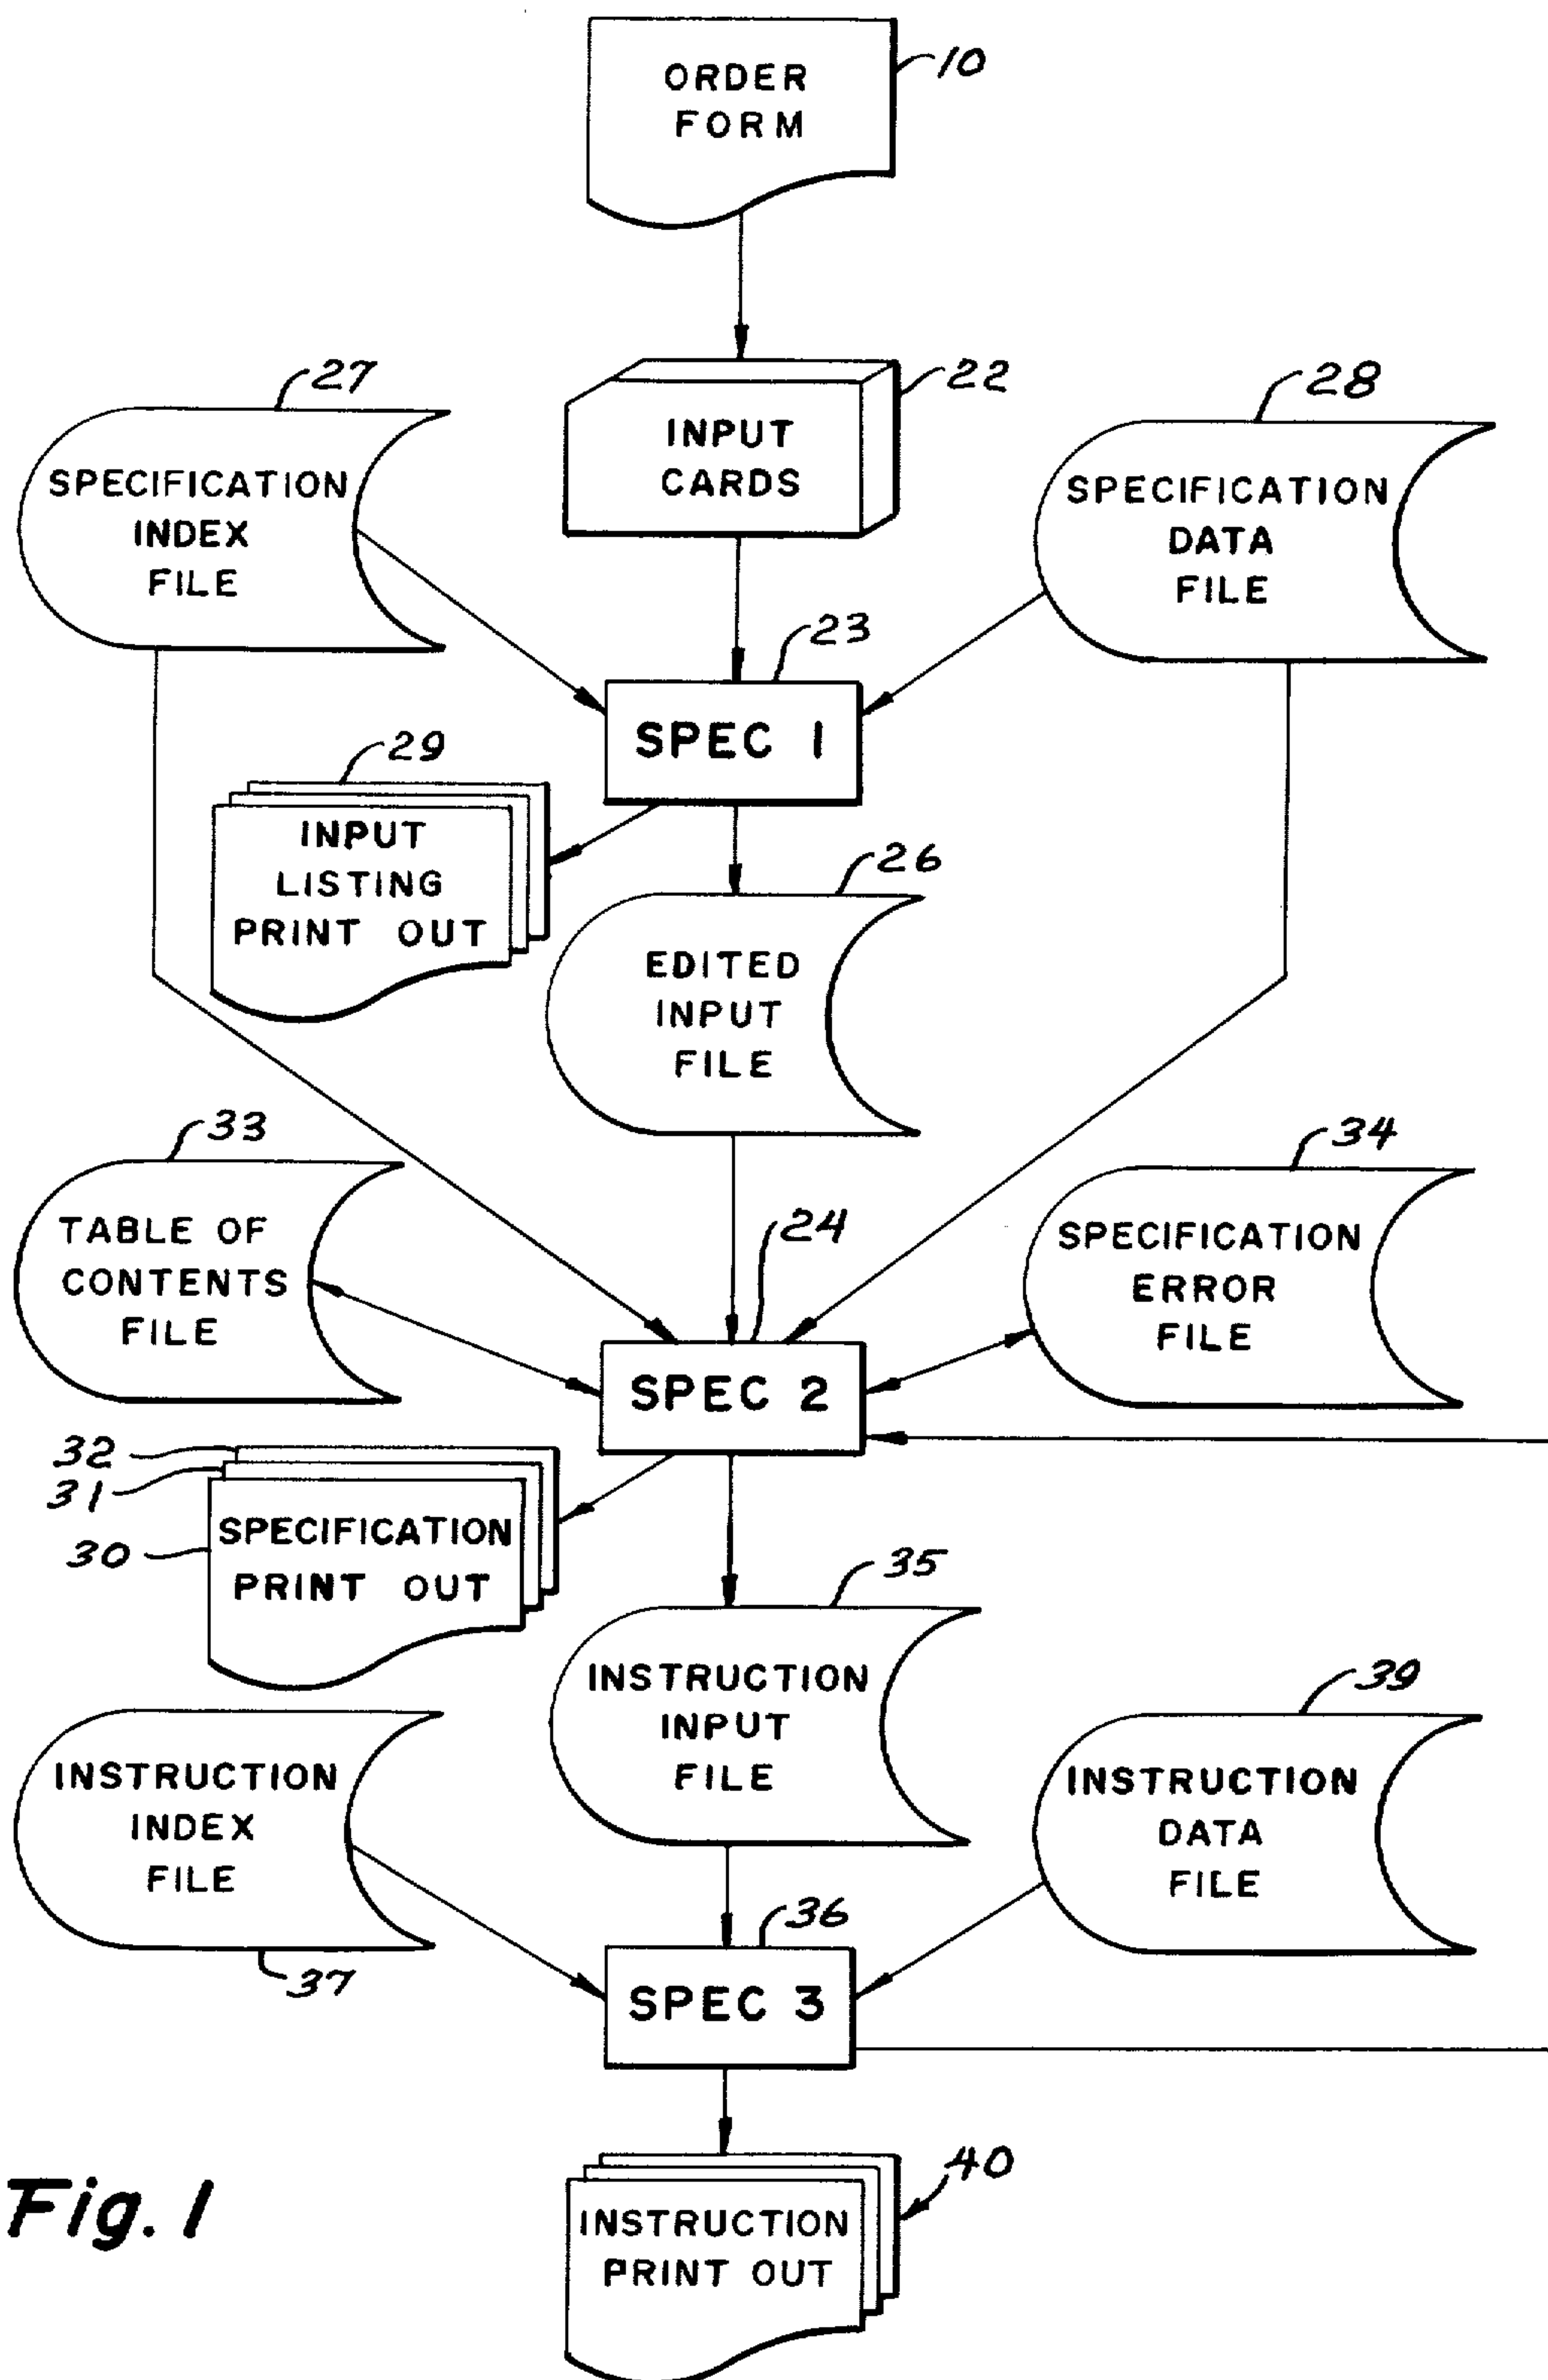 10
ORDER
FORM
27
22
28
INPUT
CARDS
SPECIFICATION
INDEX
FILE
SPECIFICATION
DATA
FILE
23
SPEC 1
29
INPUT
LISTING
PRINT OUT
26
EDITED
INPUT
FILE
33
34
TABLE OF
CONTENTS
FILE
24
SPECIFICATION
ERROR
FILE
SPEC 2
32
31
30
SPECIFICATION
PRINT OUT
35
INSTRUCTION
INPUT
FILE
39
INSTRUCTION
INDEX
FILE
INSTRUCTION
DATA
FILE
37
36
SPEC 3
40
INSTRUCTION
PRINT OUT
Fig. 1